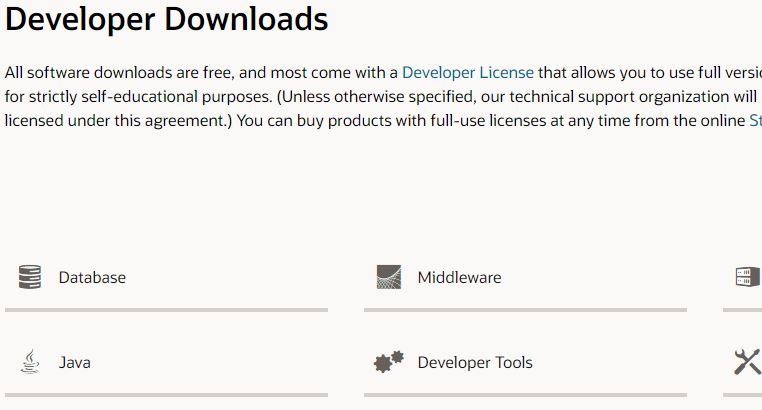 Developer Downloads
All software downloads are free, and most come with a Developer License that allows you to use full
for strictly self-educational purposes. (Unless otherwise specified, our technical support organization will
licensed under this agreement.) You can buy products with full-use licenses at any time from the online
Database
Middleware
Java
Developer Tools